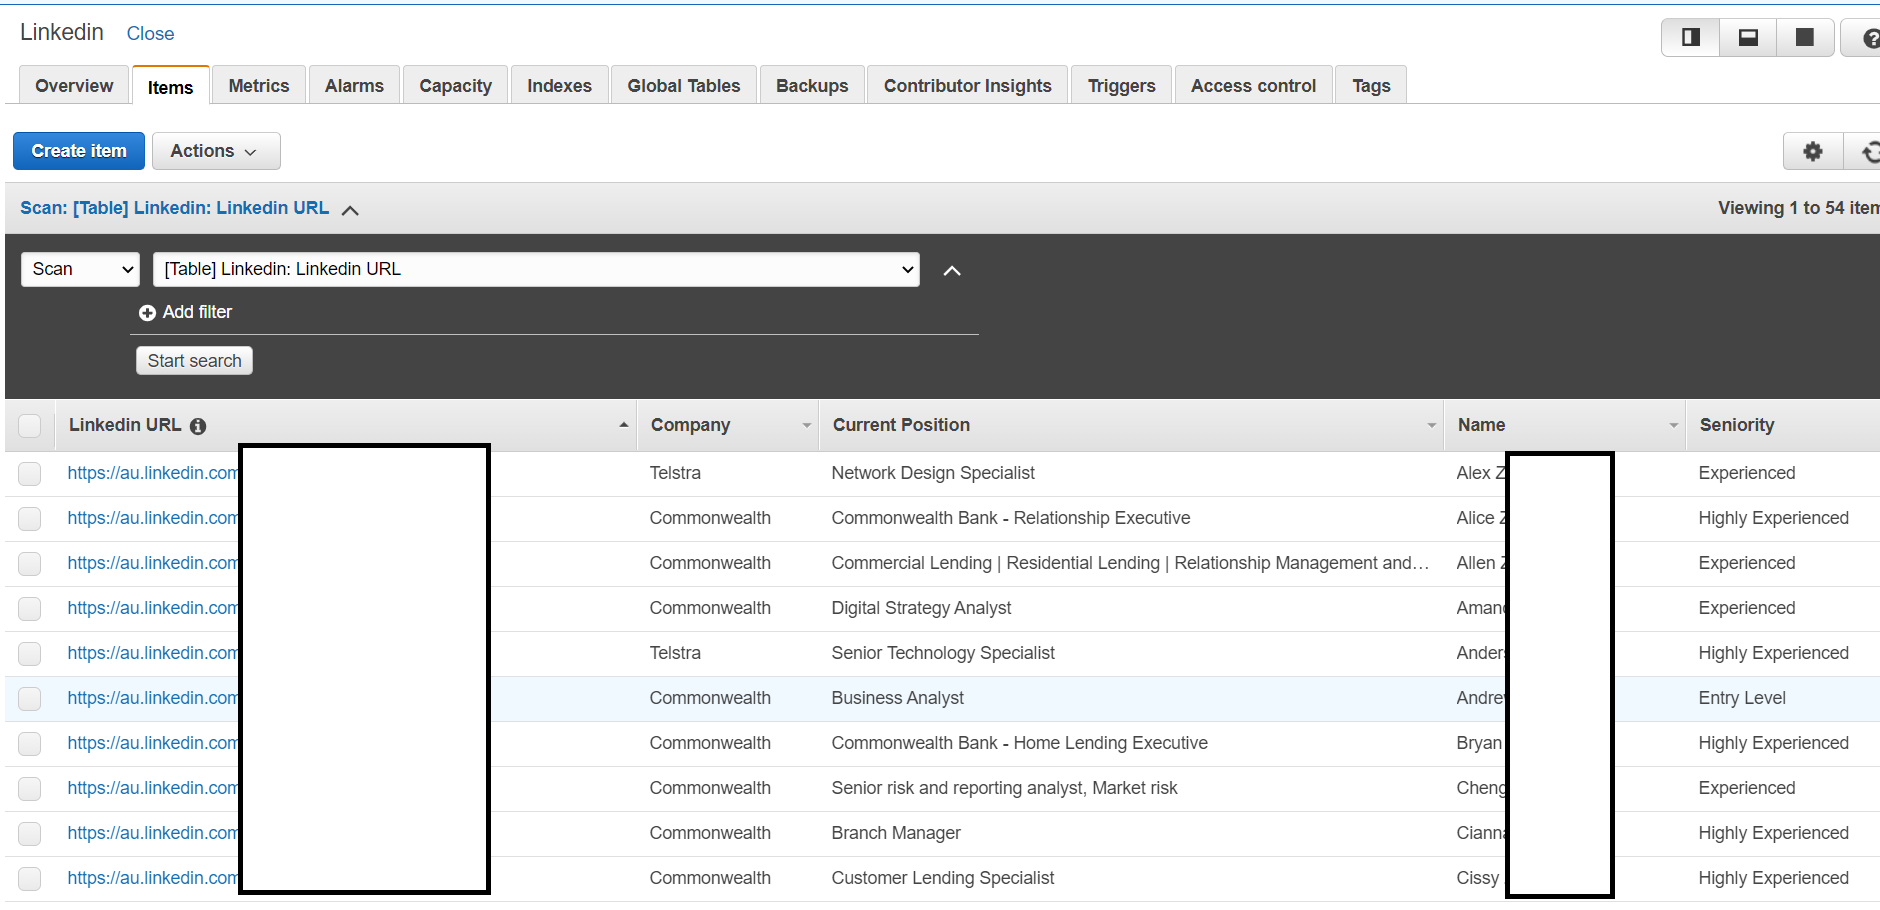 Linkedin Close
Overview Items Metrics Alarms Capacity Indexes Global Tables Backups Contributor Insights Triggers Access control Tags
Create item Actions
Scan: [Table] Linkedin: Linkedin URL Viewing 1 to 54
Scan [Table] Linkedin: Linkedin URL
Add filter
Start search
Linkedin URL Company Current Position Name Seniority
https://au.linkedin.com Telstra Network Design Specialist Alex Experienced
https://au.linkedin.com Commonwealth Commonwealth Bank - Relationship Executive Alice Highly Experienced
https://au.linkedin.com Commonwealth Commercial Lending | Residential Lending | Relationship Management and… Allen Experienced
https://au.linkedin.com Commonwealth Digital Strategy Analyst Experienced
https://au.linkedin.com Telstra Senior Technology Specialist Highly Experienced
https://au.linkedin.com Commonwealth Business Analyst Entry Level
https://au.linkedin.com Commonwealth Commonwealth Bank - Home Lending Executive Bryan Highly Experienced
https://au.linkedin.com Commonwealth Senior risk and reporting analyst, Market risk Cheng Experienced
https://au.linkedin.com Commonwealth Branch Manager Highly Experienced
https://au.linkedin.com Commonwealth Customer Lending Specialist Cissy Highly Experienced